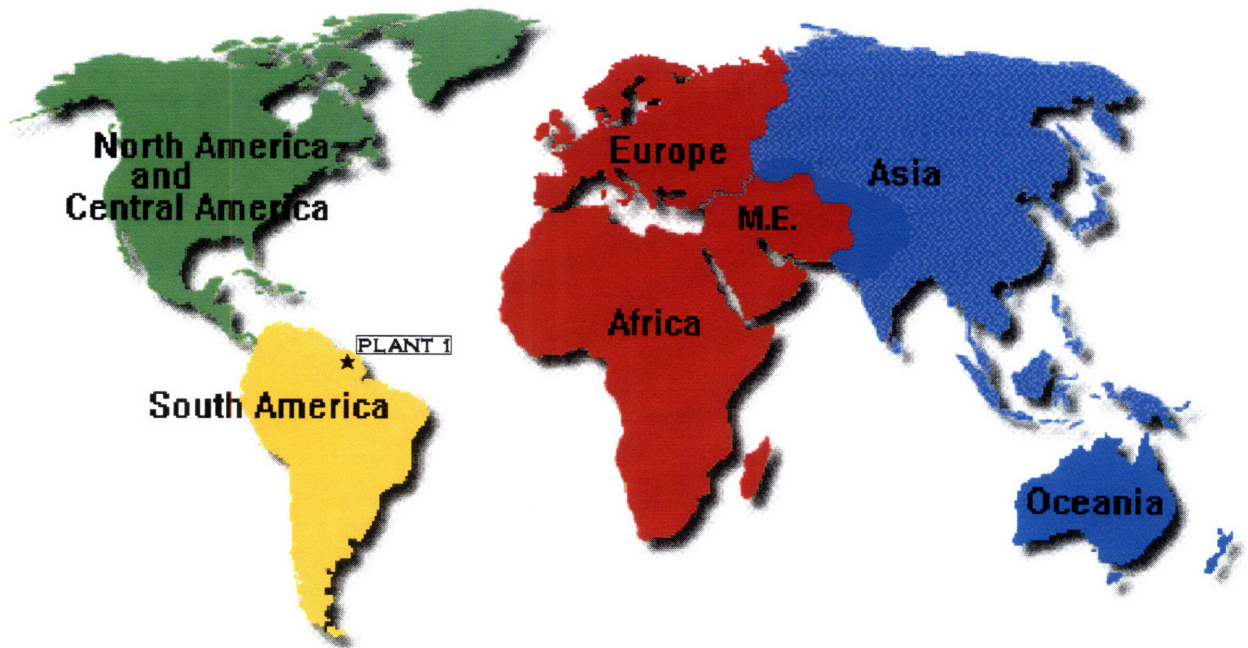 North America
and
Central America
Europe
Asia
M.E.
Africa
PLANT 1
South America
Oceania